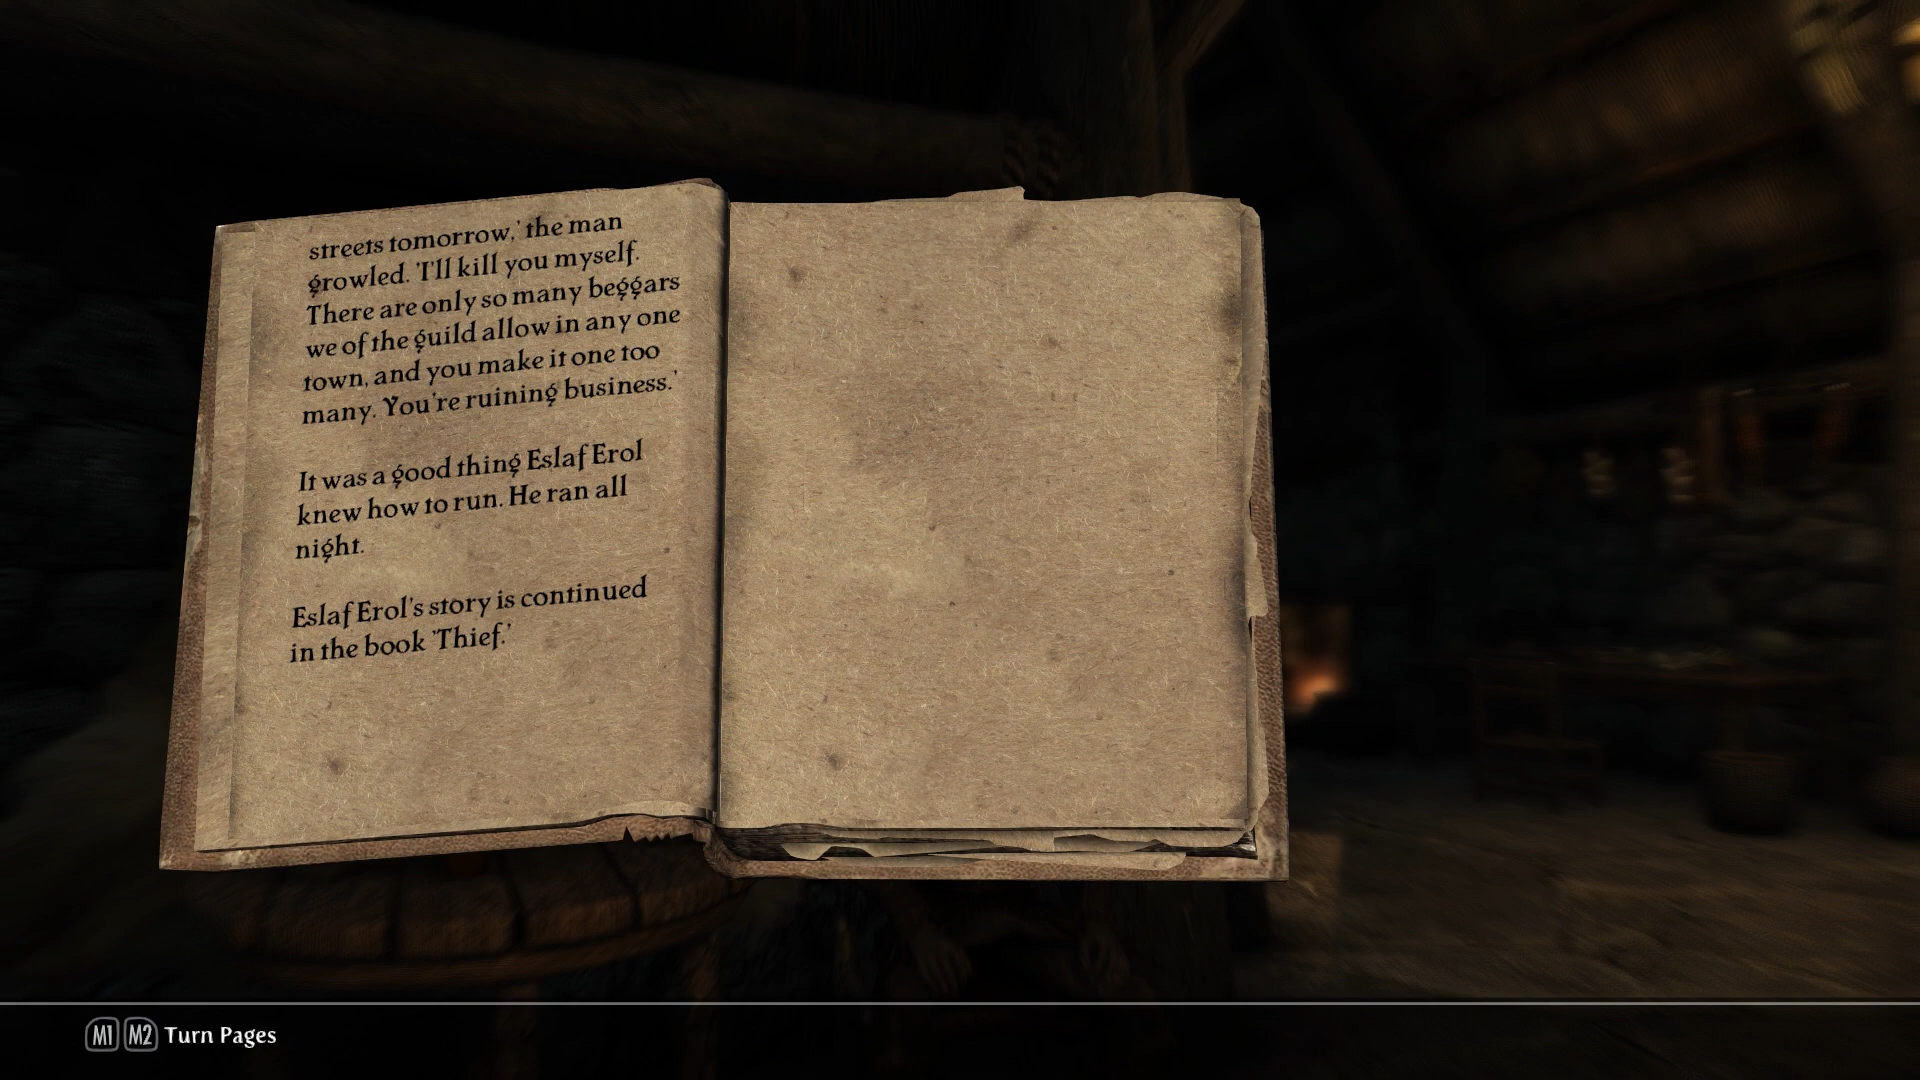 streets tomorrow,' the man
growled. 'I'll kill you myself.
There are only so many beggars
we of the guild allow in any one
town, and you make it one too
many. You're ruining business.'
It was a good thing Eslaf Erol
knew how to run. He ran all
night.
Eslaf Erol's story is continued
in the book 'Thief.'
M1 M2 Turn Pages